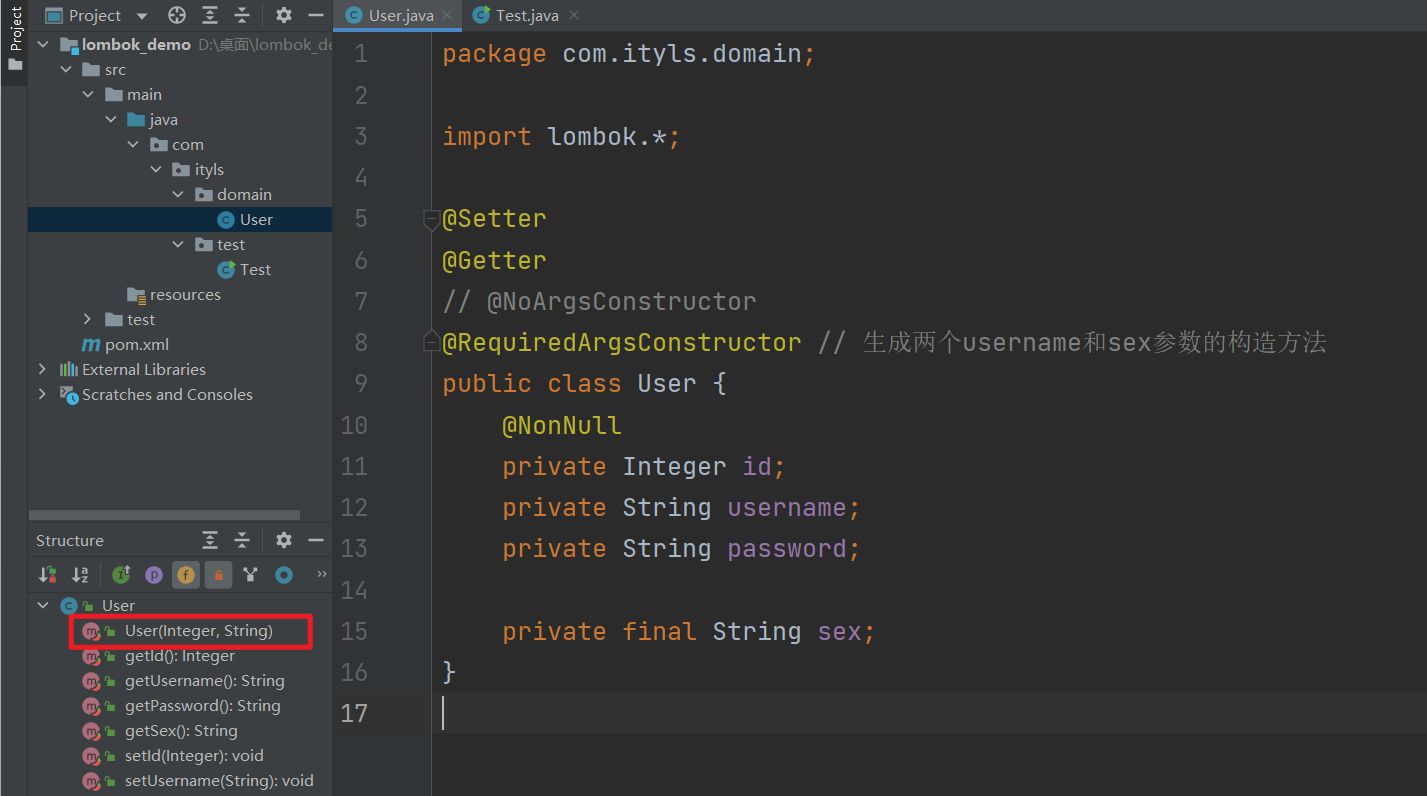 Project
Project
lombok_demo D:\桌面\lombok_de
src
main
java
com
ityls
domain
User
test
Test
resources
test
pom.xml
External Libraries
Scratches and Consoles
Structure
User
User(Integer, String)
getId(): Integer
getUsername(): String
getPassword(): String
getSex(): String
setId(Integer): void
setUsername(String): void
User.java
Test.java
1 package com.ityls.domain;
2
3 import lombok.*;
4
5 @Setter
6 @Getter
7 // @NoArgsConstructor
8 @RequiredArgsConstructor // 生成两个username和sex参数的构造方法
9 public class User {
10 @NonNull
11 private Integer id;
12 private String username;
13 private String password;
14
15 private final String sex;
16 }
17